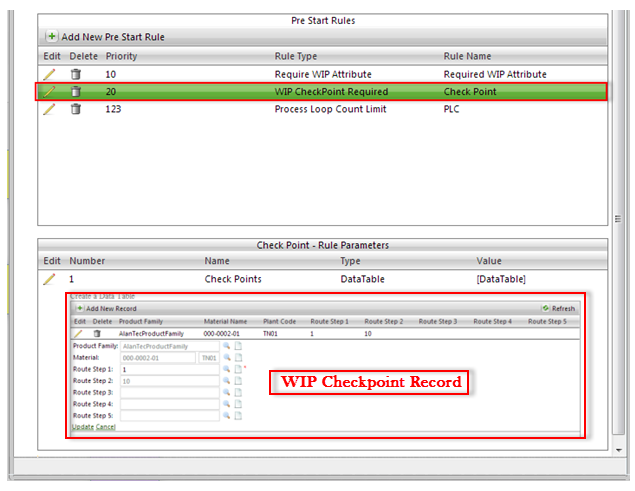 Pre Start Rules
Add New Pre Start Rule
Edit Delete Priority Rule Type Rule Name
10 Require WIP Attribute Required WIP Attribute
20 WIP CheckPoint Required Check Point
123 Process Loop Count Limit PLC
Check Point - Rule Parameters
Edit Number Name Type Value
1 Check Points DataTable [DataTable]
Create a Data Table
Add New Record Refresh
Edit Delete Product Family Material Name Plant Code Route Step 1 Route Step 2 Route Step 3 Route Step 4 Route Step 5
AlanTecProductFamily 000-0002-01 TN01 1 10
Product Family: AlanTecProductFamily
Material: 000-0002-01 TN01
Route Step 1: 1 *
Route Step 2: 10
Route Step 3:
Route Step 4:
Route Step 5:
Update Cancel
WIP Checkpoint Record